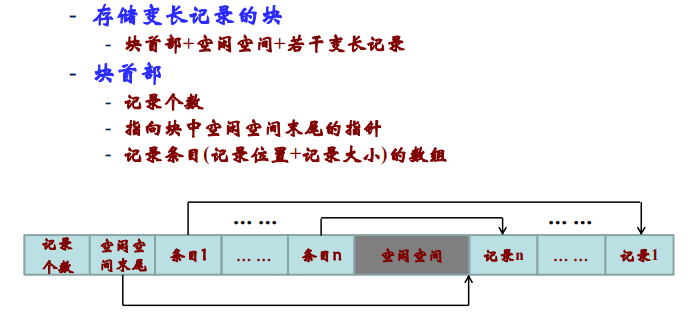 - 存储变长记录的块
- 块首部+空闲空间+若干变长记录
- 块首部
- 记录个数
- 指向块中空闲空间末尾的指针
- 记录条目(记录位置+记录大小)的数组
... ...
... ...
记录
个数
空闲空
间末尾
条目1
... ...
条目n
空闲空间
记录n
... ...
记录1